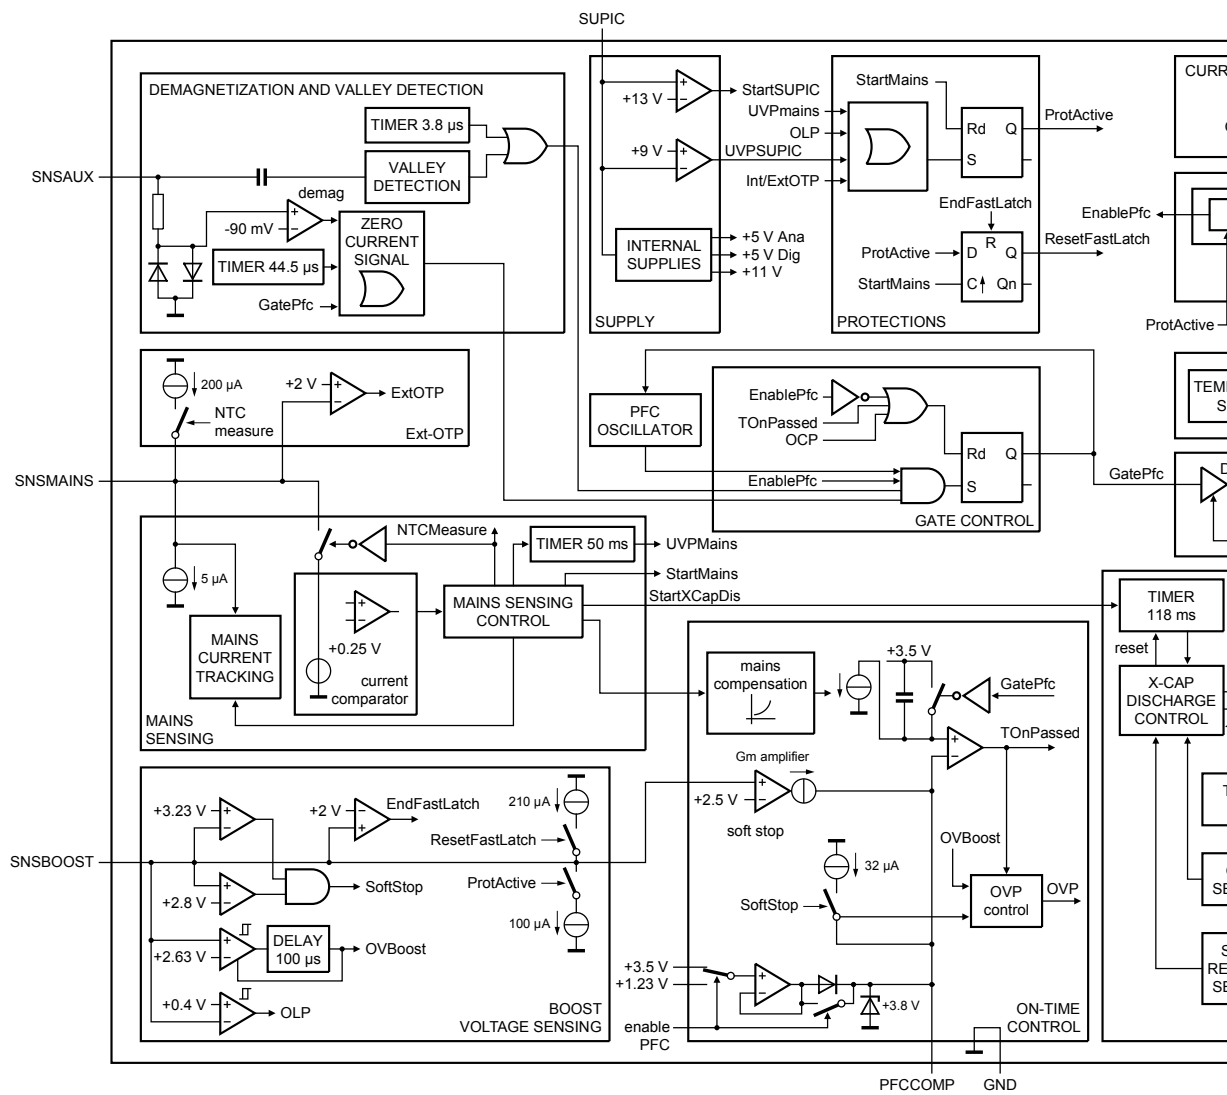 SUPIC
DEMAGNETIZATION AND VALLEY DETECTION
TIMER 3.8 µs
VALLEY
DETECTION
SNSAUX
demag
+
−
-90 mV
ZERO
CURRENT
SIGNAL
TIMER 44.5 µs
GatePfc
+
−
+13 V
StartSUPIC
+9 V
+
−
UVPSUPIC
INTERNAL
SUPPLIES
+5 V Ana
+5 V Dig
+11 V
SUPPLY
StartMains
UVPmains
OLP
Int/ExtOTP
Rd Q
S
ProtActive
EndFastLatch
ProtActive
StartMains
R
D Q
C Qn
ResetFastLatch
PROTECTIONS
CURR
EnablePfc
ProtActive
200 µA
NTC
measure
+2 V
+
−
ExtOTP
Ext-OTP
SNSMAINS
PFC
OSCILLATOR
EnablePfc
TOnPassed
OCP
EnablePfc
Rd Q
S
GATE CONTROL
GatePfc
TEM
S
D
NTCMeasure
TIMER 50 ms
UVPMains
StartMains
StartXCapDis
5 µA
MAINS
CURRENT
TRACKING
+
−
+0.25 V
current
comparator
MAINS SENSING
CONTROL
MAINS
SENSING
TIMER
118 ms
reset
X-CAP
DISCHARGE
CONTROL
mains
compensation
+3.5 V
GatePfc
+
−
TOnPassed
Gm amplifier
+
−
+2.5 V
soft stop
32 µA
SoftStop
OVBoost
OVP
control
OVP
+3.5 V
+1.23 V
+
−
+3.8 V
enable
PFC
ON-TIME
CONTROL
SNSBOOST
+3.23 V
+
−
+2 V
−
+
EndFastLatch
210 µA
ResetFastLatch
ProtActive
100 µA
+
−
+2.8 V
SoftStop
+
−
+2.63 V
DELAY
100 µs
OVBoost
+0.4 V
+
−
OLP
BOOST
VOLTAGE SENSING
T
SE
S
RE
SE
PFCCOMP
GND